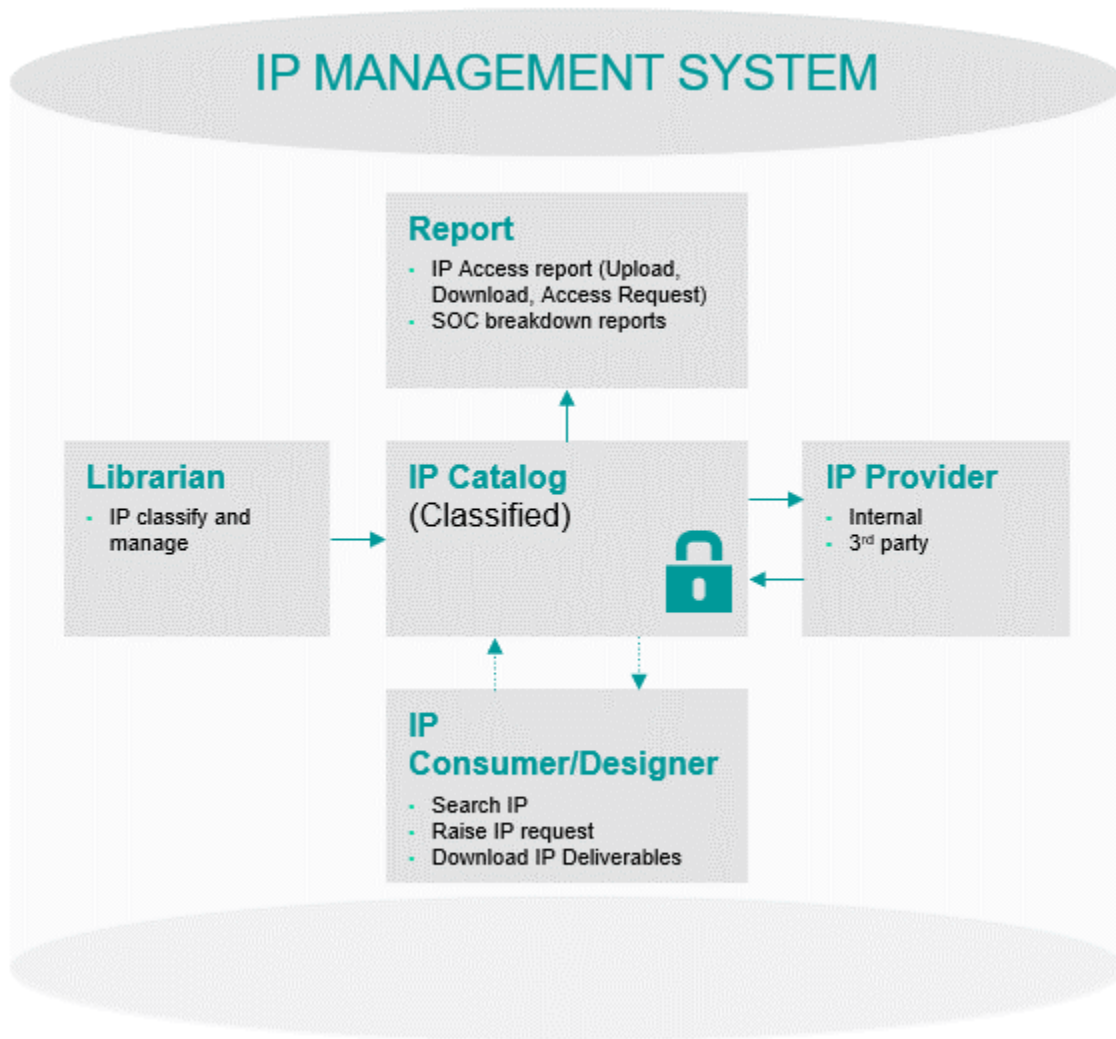 IP MANAGEMENT SYSTEM
Report
IP Access report (Upload,
Download, Access Request)
SOC breakdown reports
Librarian
IP classify and
manage
IP Catalog
(Classified)
IP Provider
Internal
3rd party
IP
Consumer/Designer
Search IP
Raise IP request
Download IP Deliverables